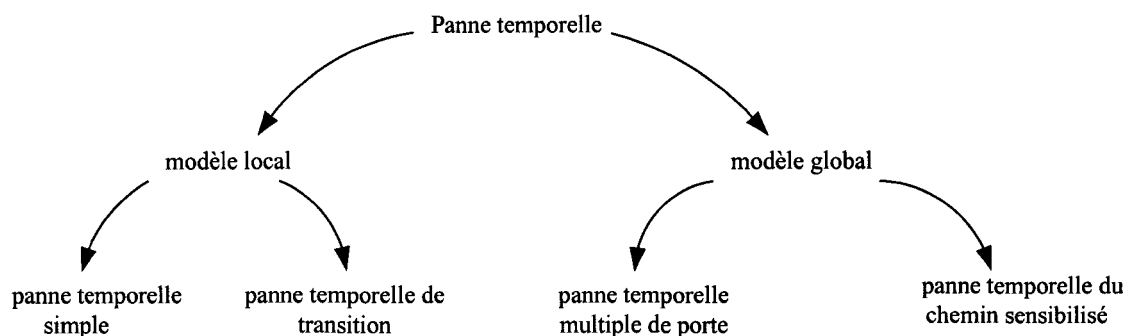 Panne temporelle
modèle local
modèle global
panne temporelle
simple
panne temporelle de
transition
panne temporelle
multiple de porte
panne temporelle du
chemin sensibilisé